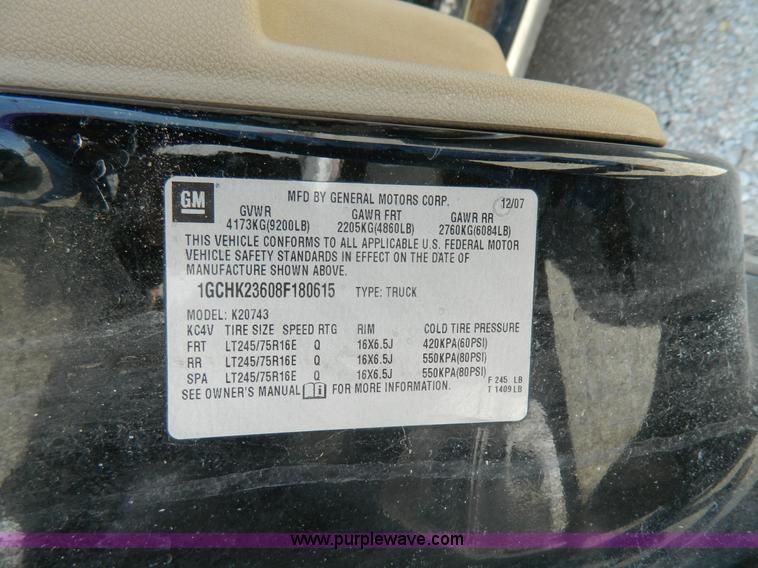 GM MFD BY GENERAL MOTORS CORP. 12/07
GVWR GAWR FRT GAWR RR
4173KG(9200LB) 2205KG(4860LB) 2760KG(6084LB)
THIS VEHICLE CONFORMS TO ALL APPLICABLE U.S. FEDERAL MOTOR
VEHICLE SAFETY STANDARDS IN EFFECT ON THE DATE OF
MANUFACTURE SHOWN ABOVE.
1GCHK23608F180615 TYPE: TRUCK
MODEL: K20743
KC4V TIRE SIZE SPEED RTG RIM COLD TIRE PRESSURE
FRT LT245/75R16E Q 16X6.5J 420KPA(60PSI)
RR LT245/75R16E Q 16X6.5J 550KPA(80PSI)
SPA LT245/75R16E Q 16X6.5J 550KPA(80PSI)
SEE OWNER'S MANUAL FOR MORE INFORMATION.
F 245 LB
T 1409 LB
www.purplewave.com